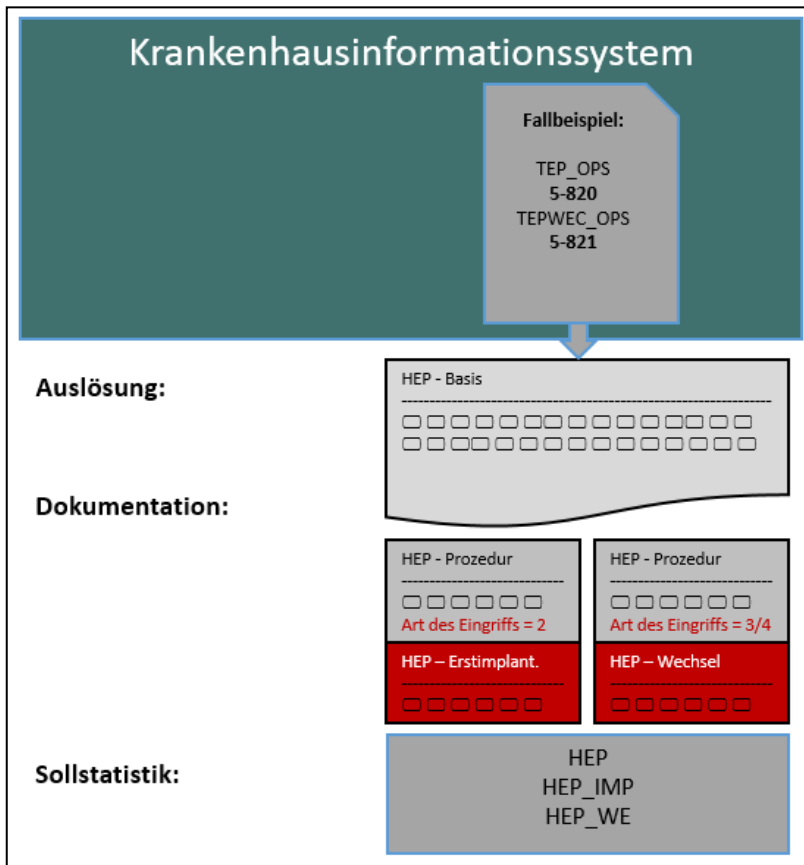 Krankenhausinformationssystem
Fallbeispiel:
TEP_OPS
5-820
TEPWEC_OPS
5-821
Auslösung:
HEP - Basis
Dokumentation:
HEP - Prozedur
Art des Eingriffs = 2
HEP – Erstimplant.
HEP - Prozedur
Art des Eingriffs = 3/4
HEP – Wechsel
Sollstatistik:
HEP
HEP_IMP
HEP_WE